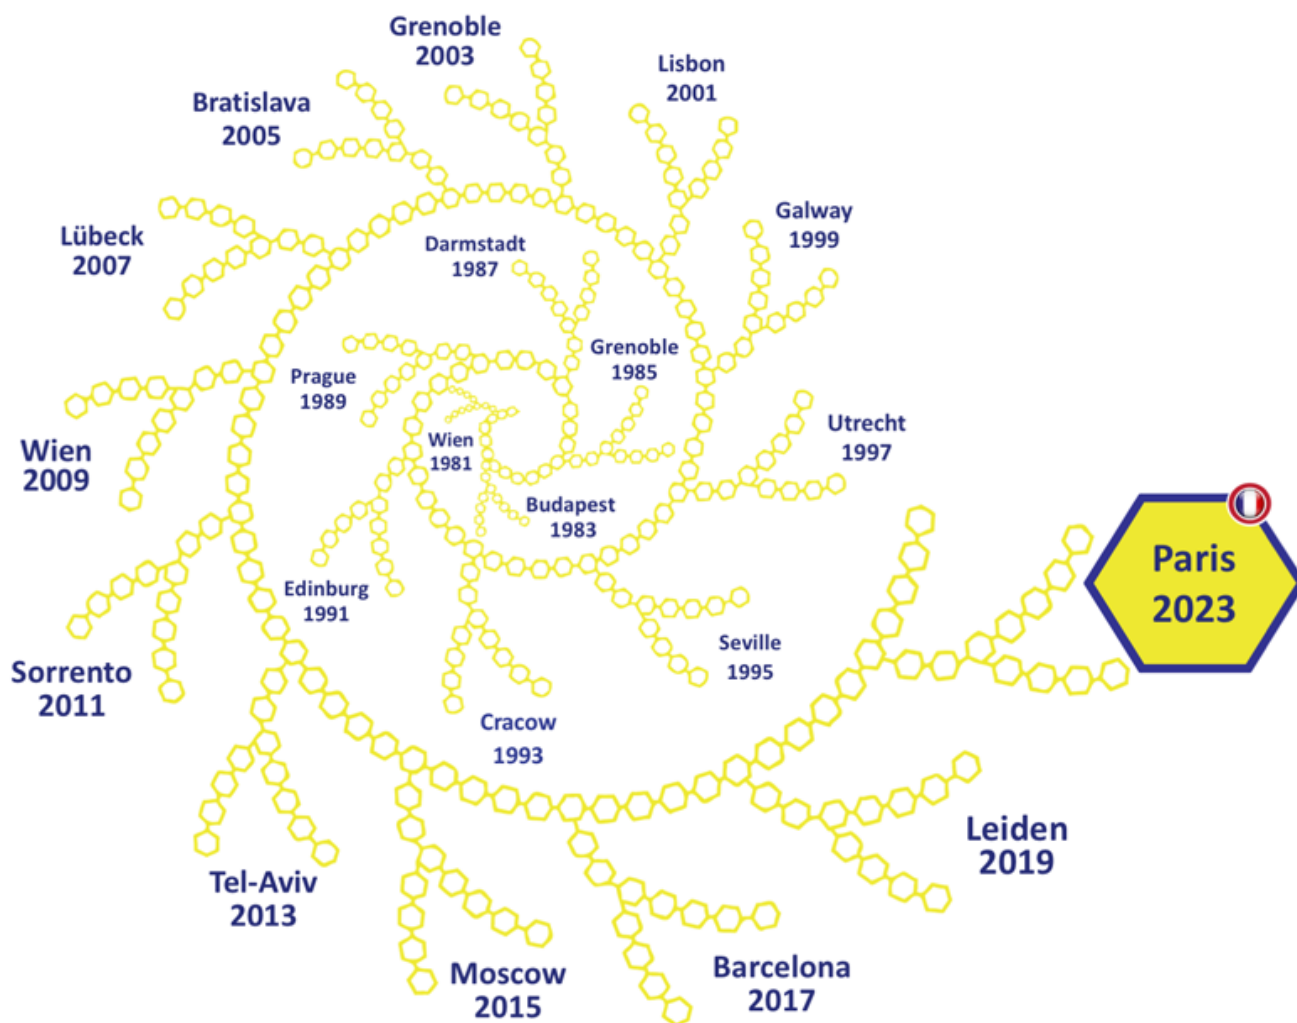 Grenoble
2003
Lisbon
2001
Bratislava
2005
Galway
1999
Lübeck
2007
Darmstadt
1987
Grenoble
1985
Prague
1989
Utrecht
1997
Wien
1981
Wien
2009
Budapest
1983
Paris
2023
Edinburg
1991
Seville
1995
Sorrento
2011
Cracow
1993
Leiden
2019
Tel-Aviv
2013
Moscow
2015
Barcelona
2017